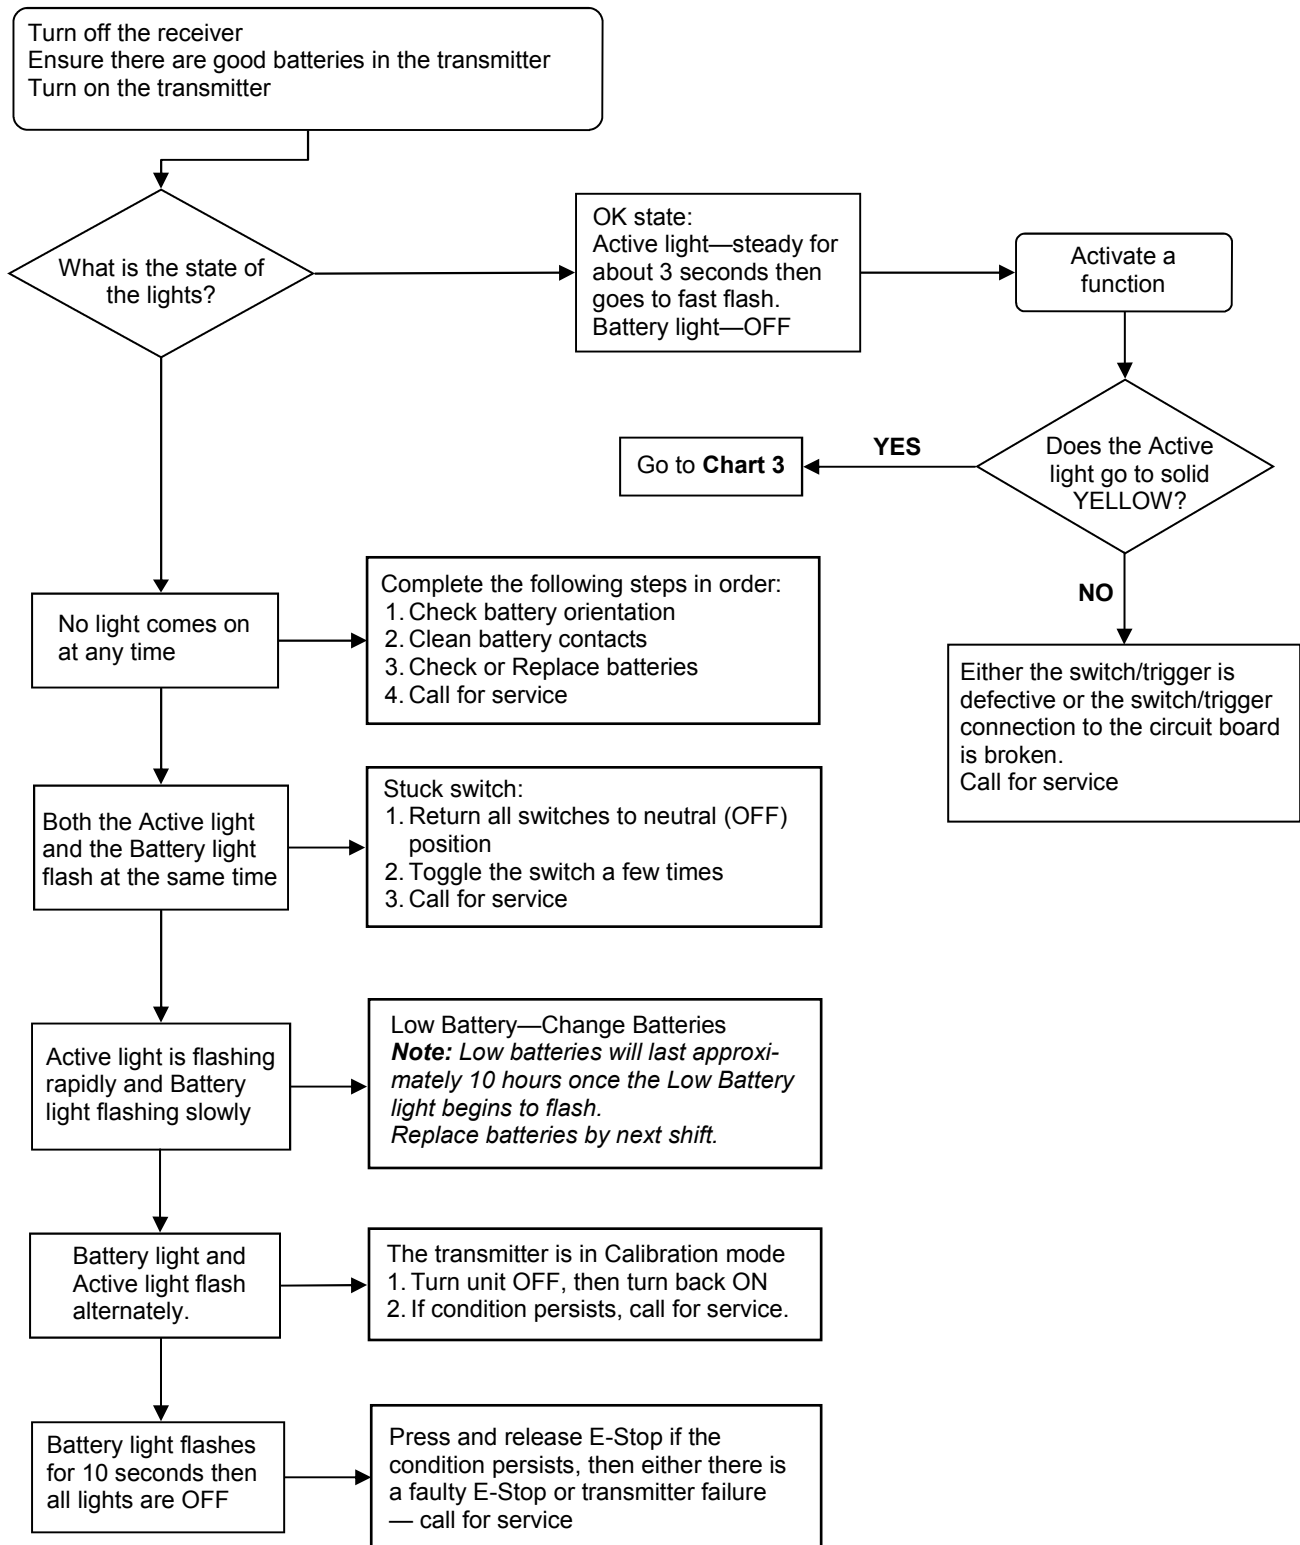 Turn off the receiver
Ensure there are good batteries in the transmitter
Turn on the transmitter
What is the state of
the lights?
OK state:
Active light—steady for
about 3 seconds then
goes to fast flash.
Battery light—OFF
Activate a
function
Does the Active
light go to solid
YELLOW?
YES
Go to Chart 3
NO
Either the switch/trigger is
defective or the switch/trigger
connection to the circuit board
is broken.
Call for service
No light comes on
at any time
Complete the following steps in order:
1. Check battery orientation
2. Clean battery contacts
3. Check or Replace batteries
4. Call for service
Both the Active light
and the Battery light
flash at the same time
Stuck switch:
1. Return all switches to neutral (OFF)
position
2. Toggle the switch a few times
3. Call for service
Active light is flashing
rapidly and Battery
light flashing slowly
Low Battery—Change Batteries
Note: Low batteries will last approxi-
mately 10 hours once the Low Battery
light begins to flash.
Replace batteries by next shift.
Battery light and
Active light flash
alternately.
The transmitter is in Calibration mode
1. Turn unit OFF, then turn back ON
2. If condition persists, call for service.
Battery light flashes
for 10 seconds then
all lights are OFF
Press and release E-Stop if the
condition persists, then either there is
a faulty E-Stop or transmitter failure
— call for service